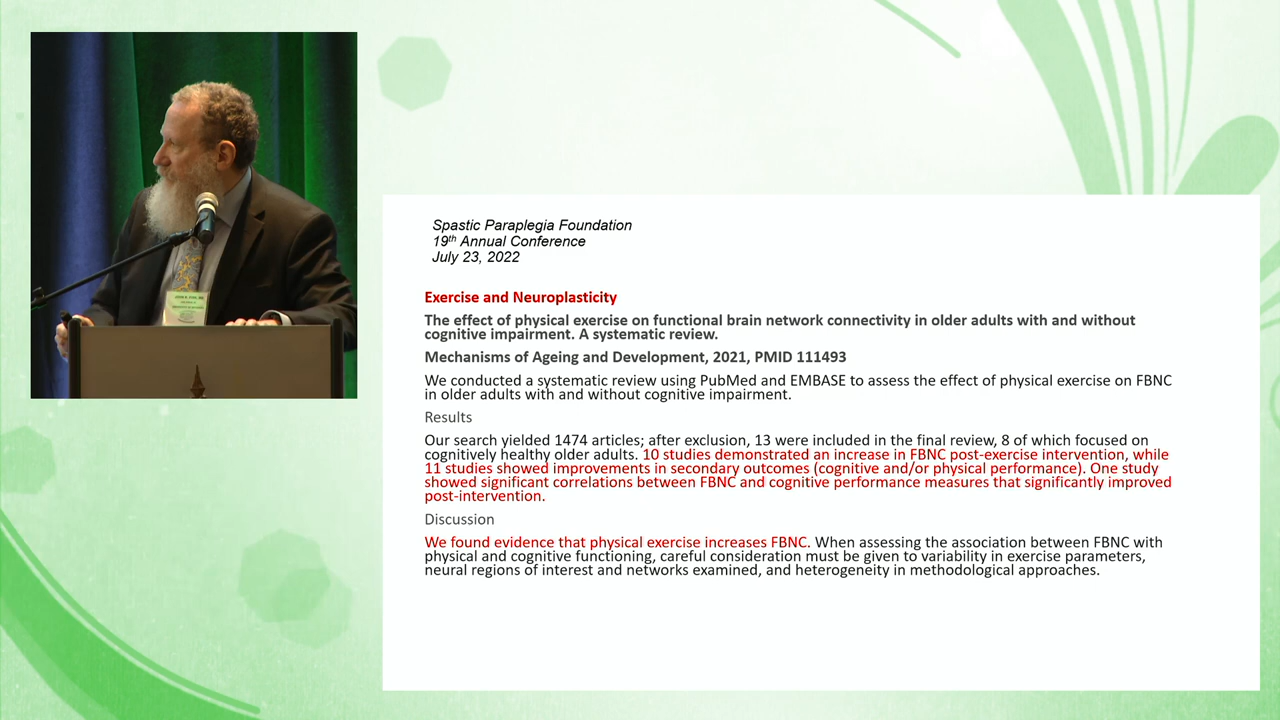 Spastic Paraplegia Foundation
19th Annual Conference
July 23, 2022
Exercise and Neuroplasticity
The effect of physical exercise on functional brain network connectivity in older adults with and without
cognitive impairment. A systematic review.
Mechanisms of Ageing and Development, 2021, PMID 111493
We conducted a systematic review using PubMed and EMBASE to assess the effect of physical exercise on FBNC
in older adults with and without cognitive impairment.
Results
Our search yielded 1474 articles; after exclusion, 13 were included in the final review, 8 of which focused on
cognitively healthy older adults. 10 studies demonstrated an increase in FBNC post-exercise intervention, while
11 studies showed improvements in secondary outcomes (cognitive and/or physical performance). One study
showed significant correlations between FBNC and cognitive performance measures that significantly improved
post-intervention.
Discussion
We found evidence that physical exercise increases FBNC. When assessing the association between FBNC with
physical and cognitive functioning, careful consideration must be given to variability in exercise parameters,
neural regions of interest and networks examined, and heterogeneity in methodological approaches.